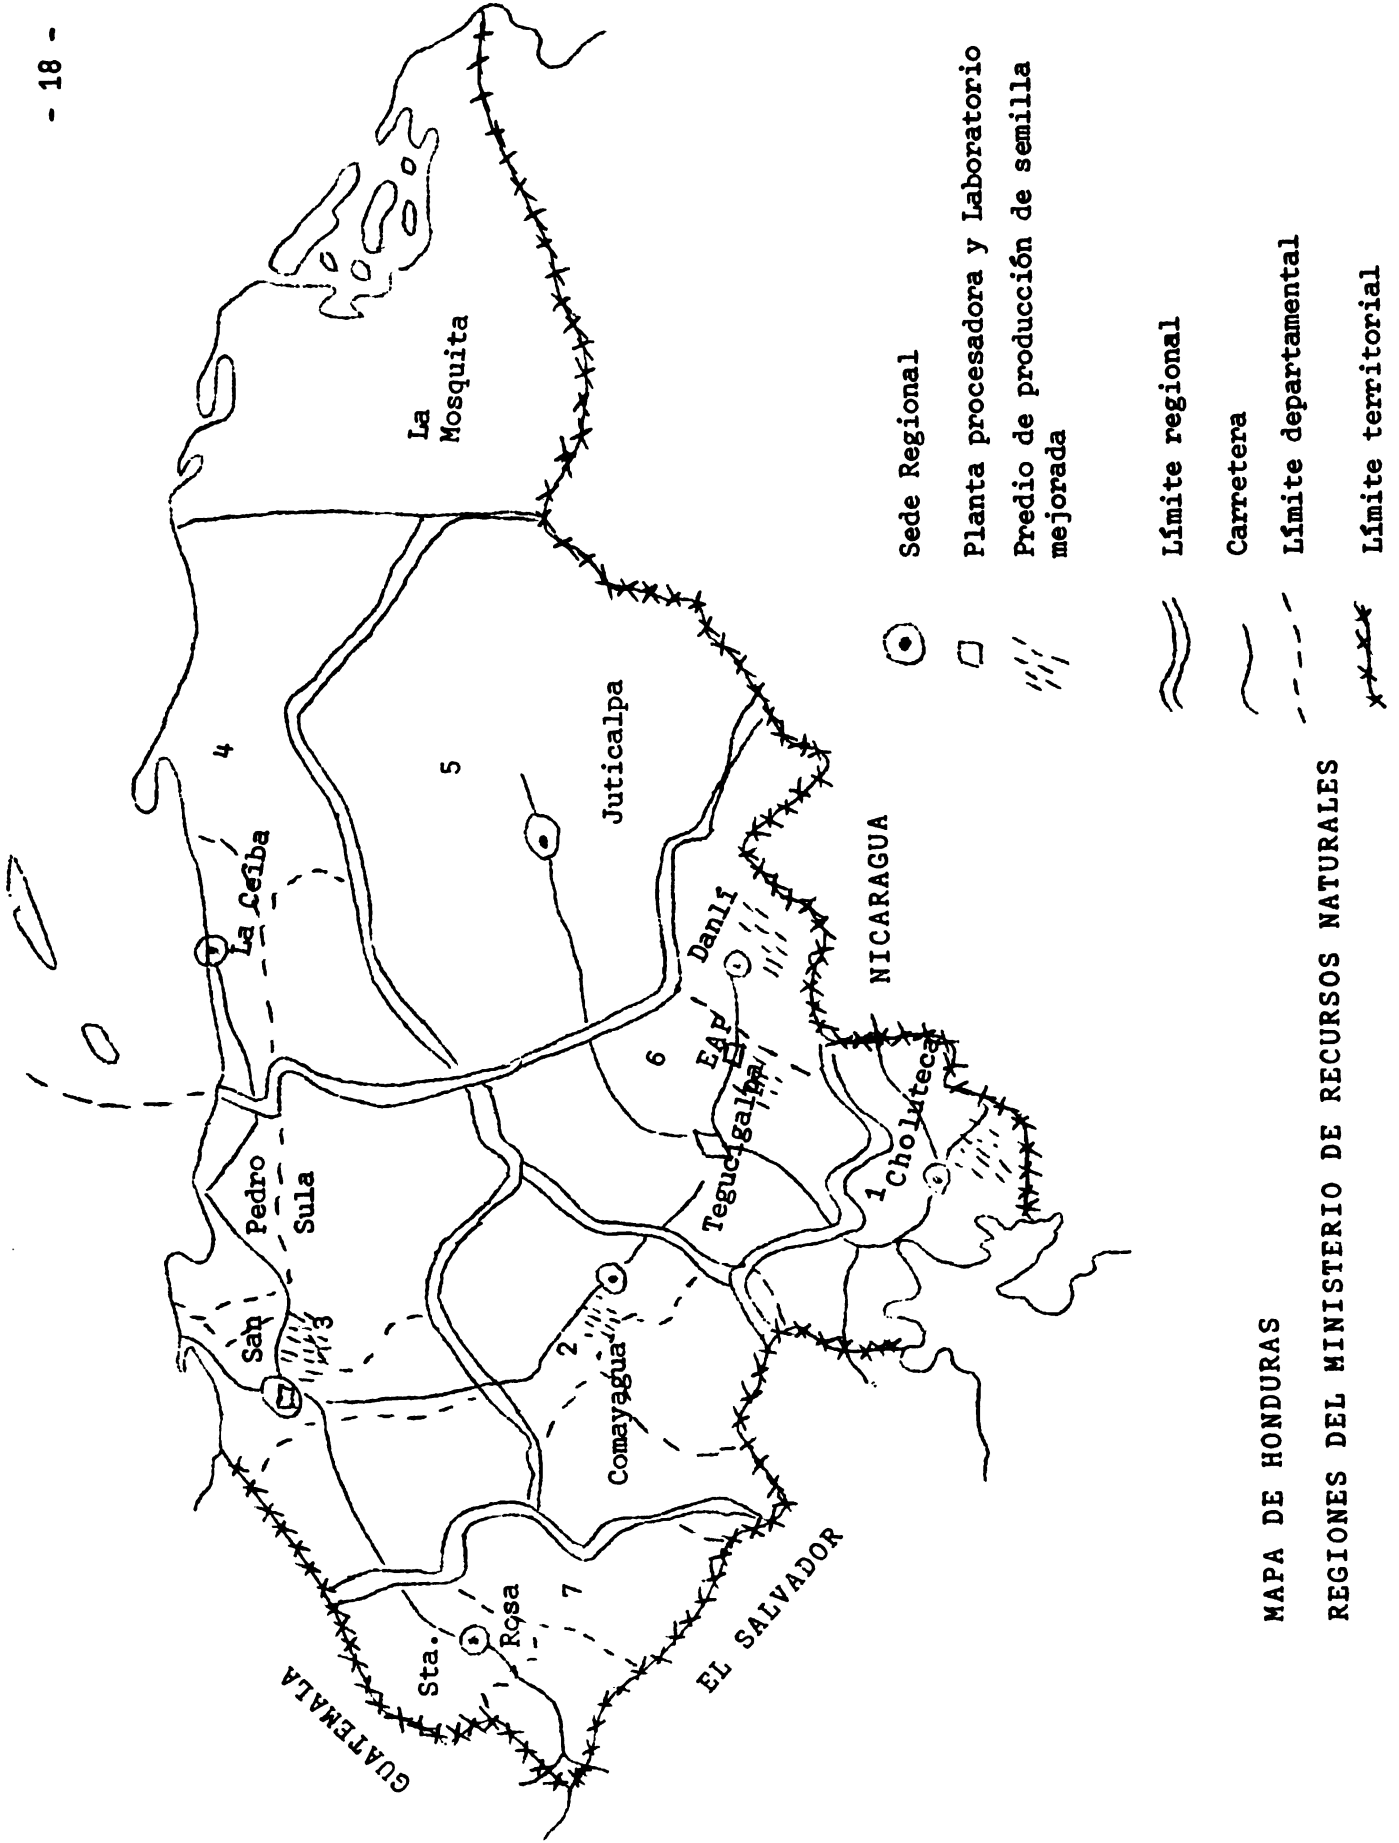 - 18 -
La
Mosquita
4
La Ceiba
5
Juticalpa
San Pedro
Sula
3
Danlí
EAP
6
Tegucigalpa
NICARAGUA
2
Comayagua
1
Choluteca
Sta.
Rosa
7
GUATEMALA
EL SALVADOR
Sede Regional
Planta procesadora y Laboratorio
Predio de producción de semilla
mejorada
Límite regional
Carretera
Límite departamental
Límite territorial
MAPA DE HONDURAS
REGIONES DEL MINISTERIO DE RECURSOS NATURALES